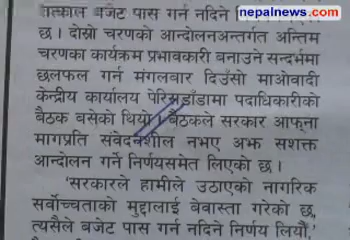 nepalnews.com
तत्काल बजेट पास गर्न नदिने
छ । दोस्रो चरणको आन्दोलनअन्तर्गत अन्तिम
चरणका कार्यक्रम प्रभावकारी बनाउने सन्दर्भमा
छलफल गर्न मंगलवार दिउँसो माओवादी
केन्द्रीय कार्यालय पेरिसडाँडामा पदाधिकारीको
बैठक बसेको थियो । बैठकले सरकार आफ्ना
मागप्रति संवेदनशील नभए अझ सशक्त
आन्दोलन गर्ने निर्णयसमेत लिएको छ ।
'सरकारले हामीले उठाएको नागरिक
सर्वोच्चताको मुद्दालाई बेवास्ता गरेको छ,
त्यसैले बजेट पास गर्न नदिने निर्णय लियौं,'